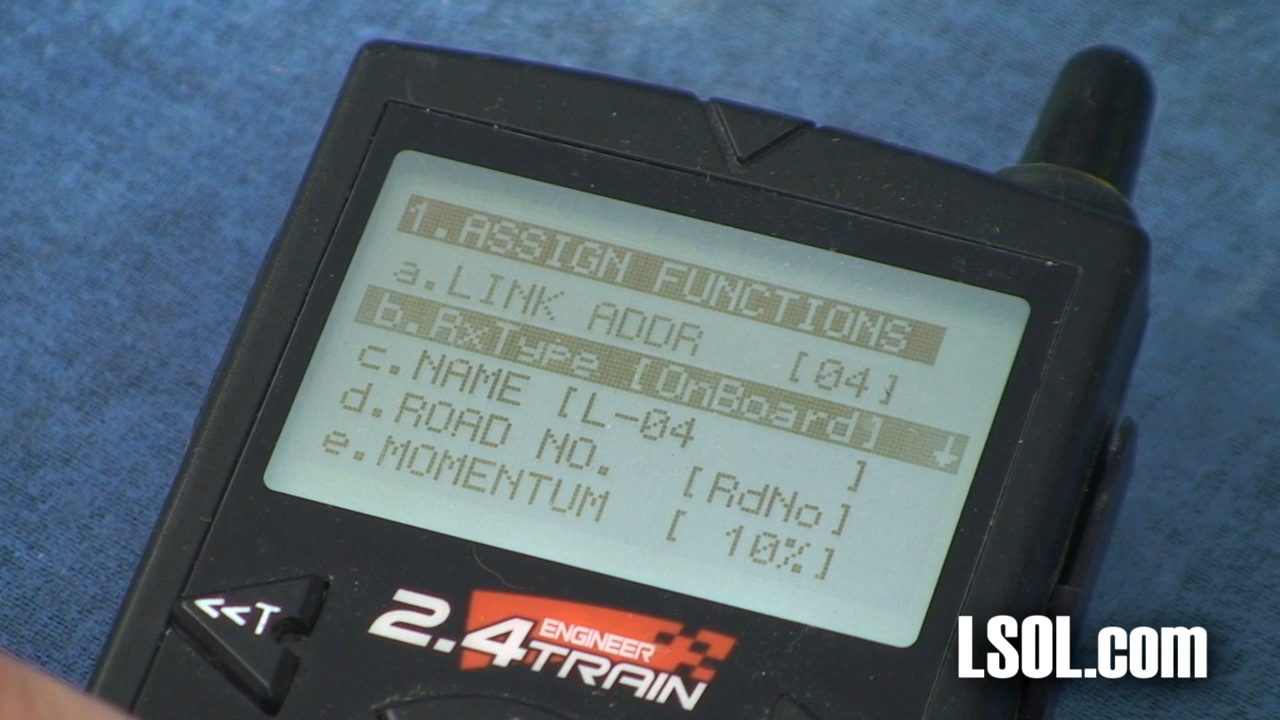 1.ASSIGN FUNCTIONS
a.LINK ADDR [04]
b.RxType [OnBoard] ↓
c.NAME [L-04 ]
d.ROAD NO. [RdNo]
e.MOMENTUM [ 10%]
<<T
2.4 ENGINEER
TRAIN
LSOL.com